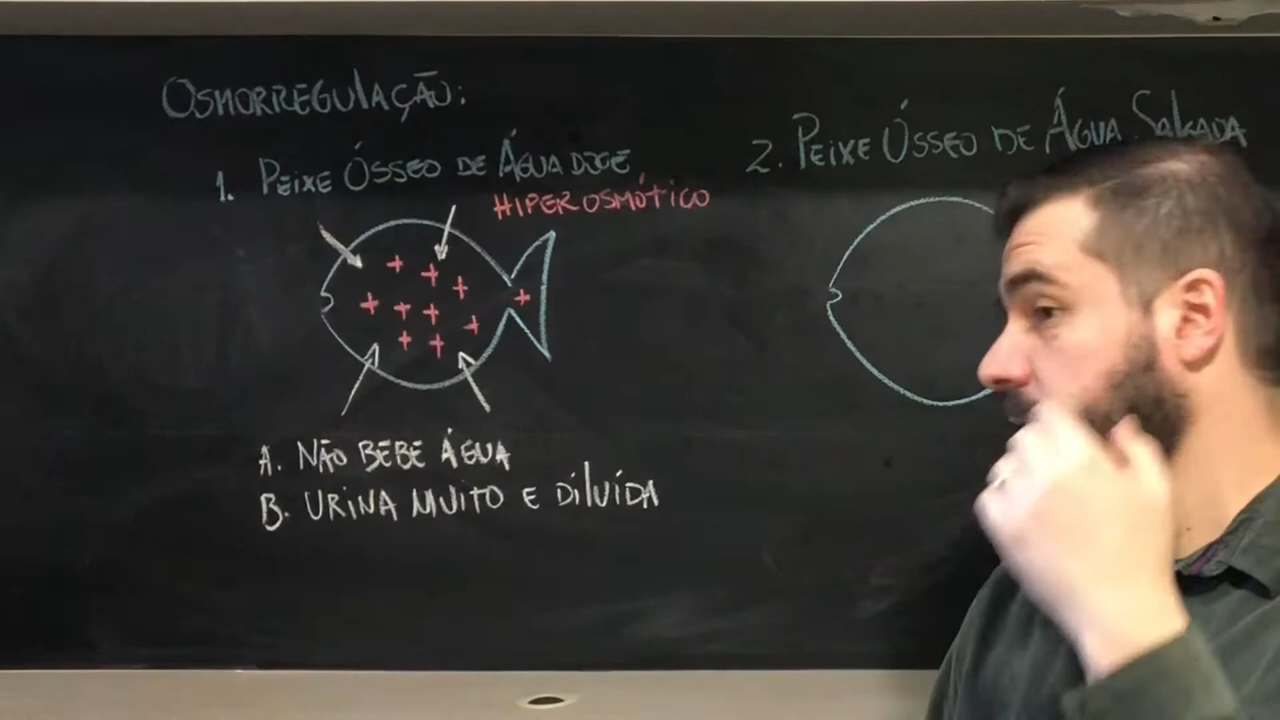 OSMORREGULAÇÃO:
1. PEIXE ÓSSEO DE ÁGUA DOCE
HIPEROSMÓTICO
A. NÃO BEBE ÁGUA
B. URINA MUITO E DILUÍDA
2. PEIXE ÓSSEO DE ÁGUA SALGADA